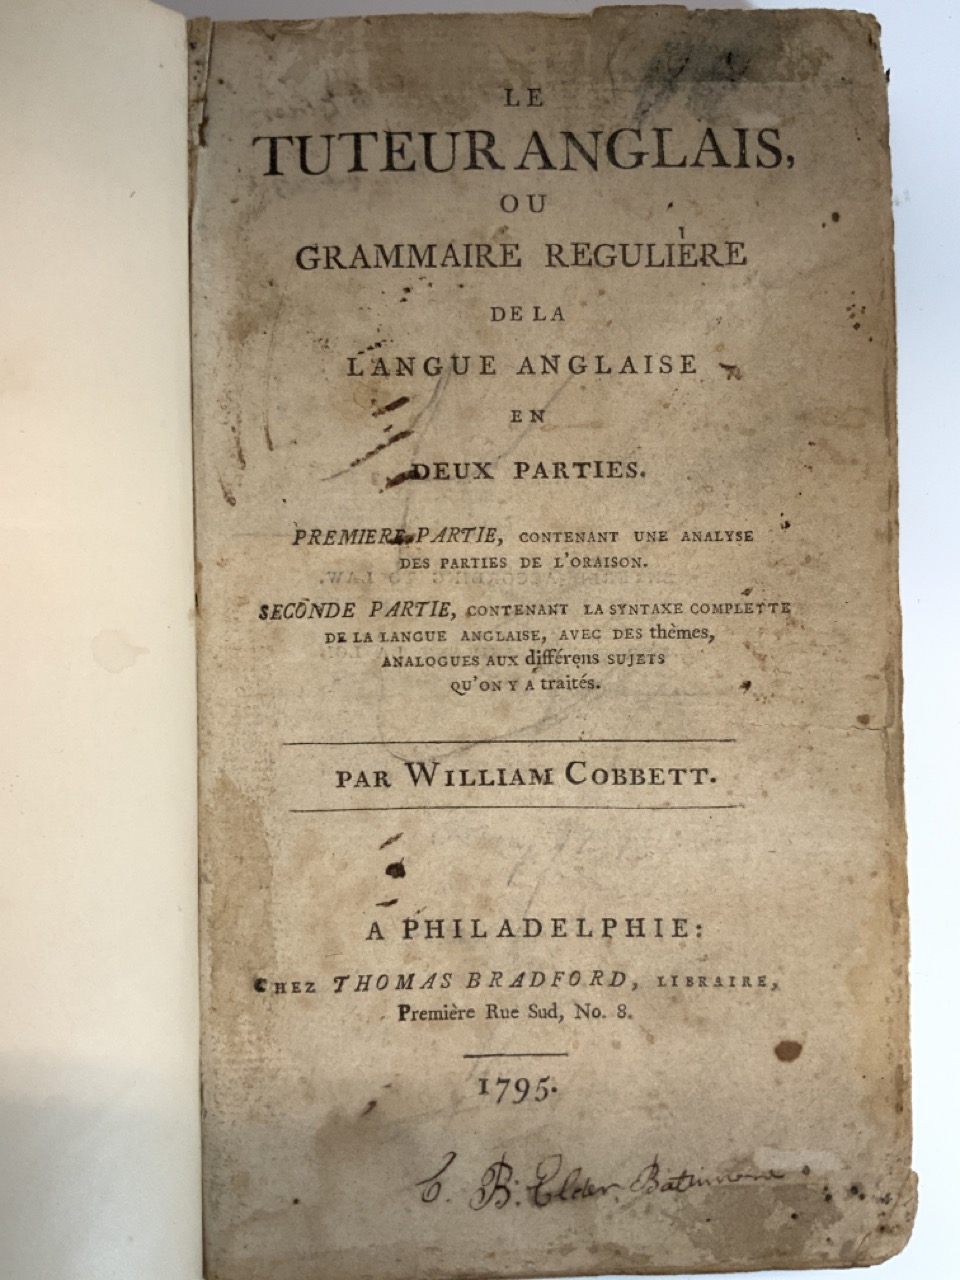 LE
TUTEUR ANGLAIS,
OU
GRAMMAIRE REGULIÈRE
DE LA
LANGUE ANGLAISE
EN
DEUX PARTIES.
PREMIERE PARTIE, CONTENANT UNE ANALYSE
DES PARTIES DE L'ORAISON.
SECONDE PARTIE, CONTENANT LA SYNTAXE COMPLETTE
DE LA LANGUE ANGLAISE, AVEC DES thèmes,
ANALOGUES AUX différens SUJETS
QU'ON Y A traités.
PAR WILLIAM COBBETT.
A PHILADELPHIE:
CHEZ THOMAS BRADFORD, LIBRAIRE,
Première Rue Sud, No. 8.
1795.
C. B. Elder